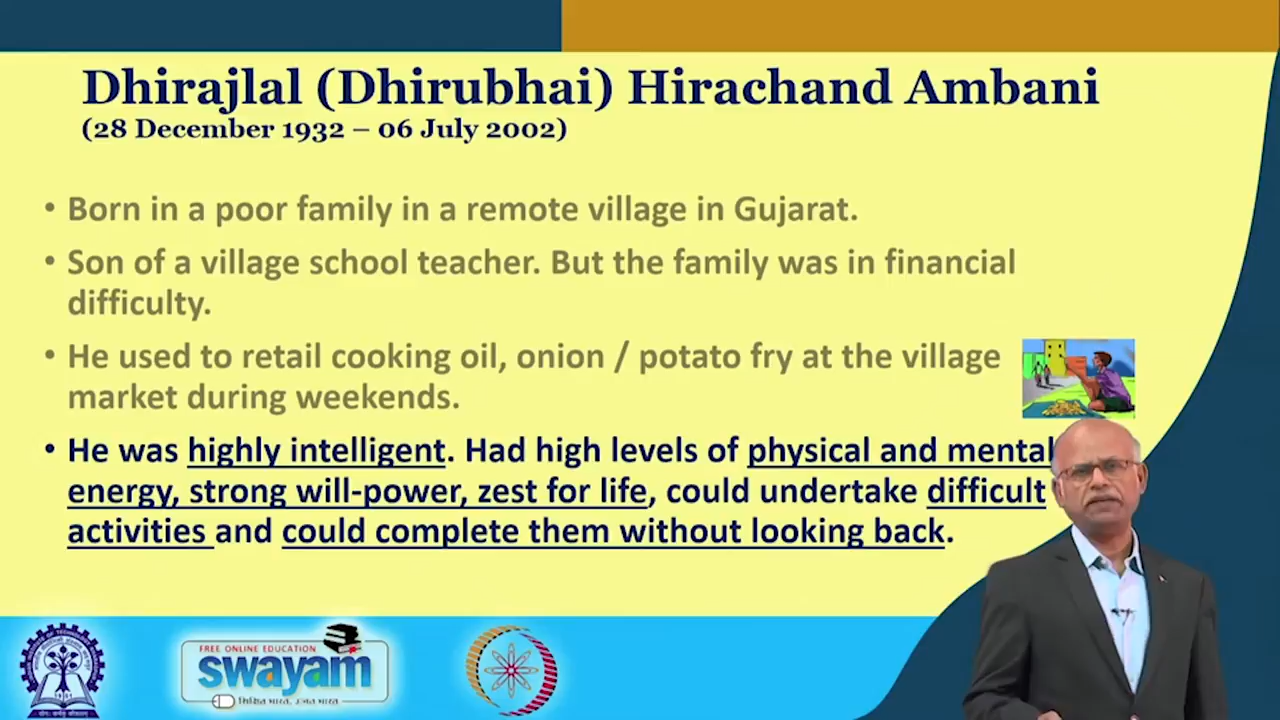 Dhirajlal (Dhirubhai) Hirachand Ambani
(28 December 1932 – 06 July 2002)
• Born in a poor family in a remote village in Gujarat.
• Son of a village school teacher. But the family was in financial
difficulty.
• He used to retail cooking oil, onion / potato fry at the village
market during weekends.
• He was highly intelligent. Had high levels of physical and mental
energy, strong will-power, zest for life, could undertake difficult
activities and could complete them without looking back.
FREE ONLINE EDUCATION
swayam
शिक्षित भारत, उन्नत भारत